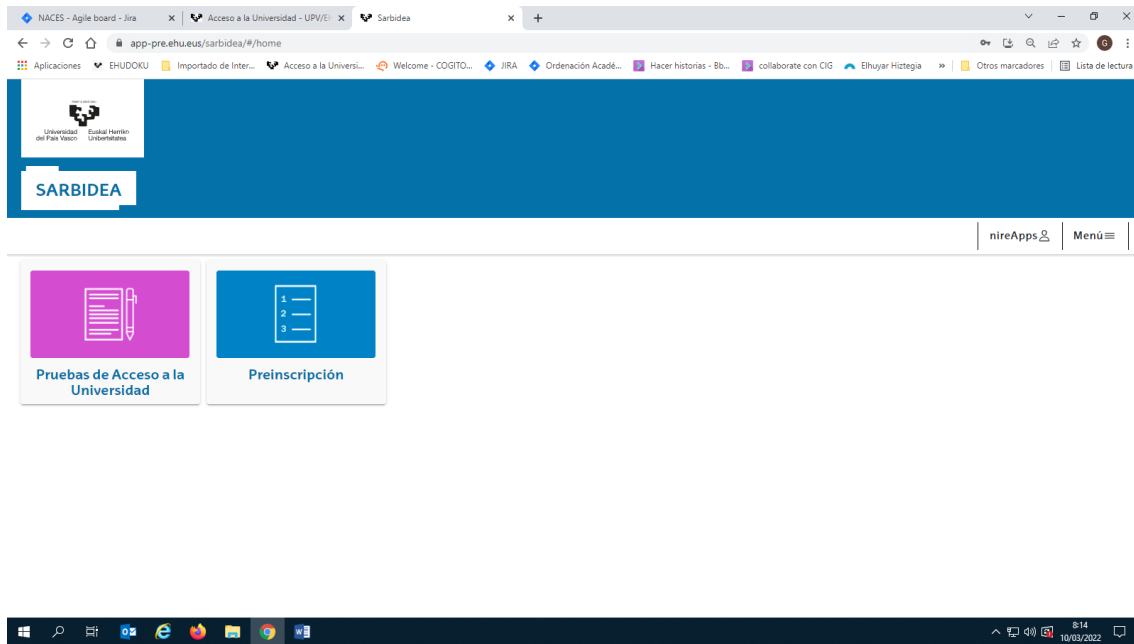 NACES - Agile board - Jira
Acceso a la Universidad - UPV/EH
Sarbidea
app-pre.ehu.eus/sarbidea/#/home
G
Aplicaciones
EHUDOKU
Importado de Inter...
Acceso a la Universi...
Welcome - COGITO...
JIRA
Ordenación Acadé...
Hacer historias - Bb...
collaborate con CIG
Elhuyar Hiztegia
»
Otros marcadores
Lista de lectura
Universidad del País Vasco
Euskal Herriko Unibertsitatea
SARBIDEA
nireApps
Menú
1
2
3
Pruebas de Acceso a la
Universidad
Preinscripción
8:14
10/03/2022